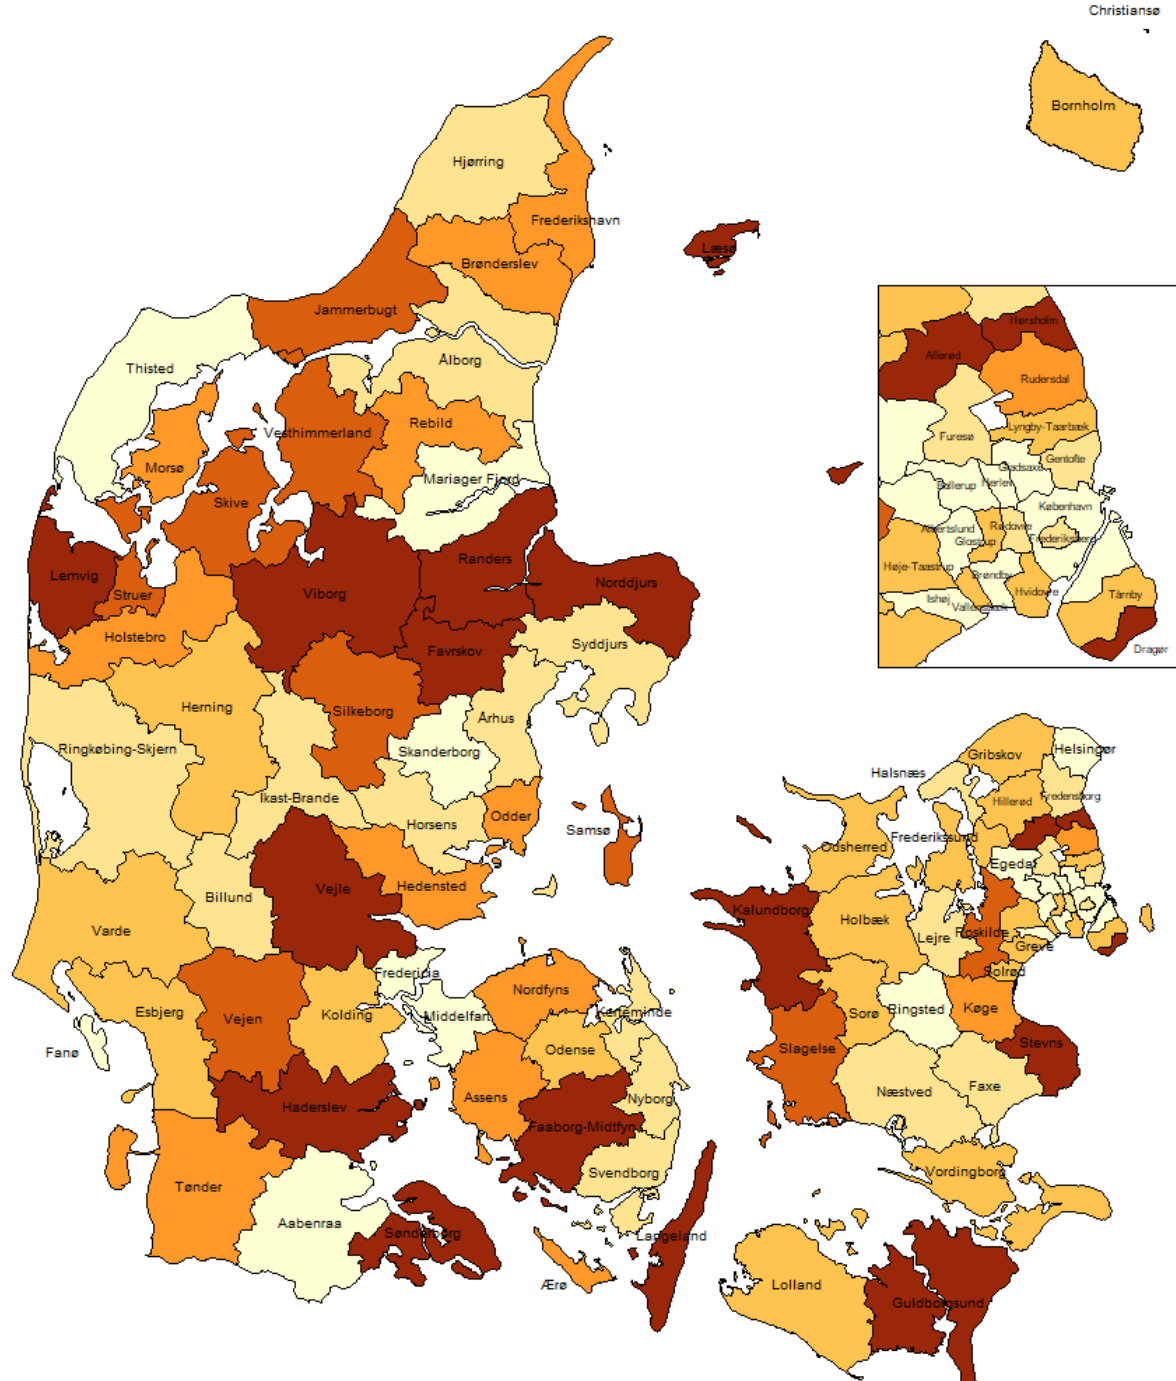 Christiansø
Bornholm
Hjørring
Frederikshavn
Læsø
Brønderslev
Jammerbugt
Ålborg
Thisted
Rebild
Vesthimmerland
Morsø
Mariager Fjord
Skive
Randers
Lemvig
Norddjurs
Struer
Viborg
Holstebro
Favrskov
Syddjurs
Herning
Silkeborg
Århus
Ringkøbing-Skjern
Skanderborg
Ikast-Brande
Odder
Horsens
Samsø
Billund
Vejle
Hedensted
Varde
Fredericia
Esbjerg
Vejen
Kolding
Middelfart
Nordfyns
Kerteminde
Fanø
Odense
Haderslev
Assens
Nyborg
Faaborg-Midtfyn
Svendborg
Tønder
Aabenraa
Sønderborg
Langeland
Ærø
Hørsholm
Allerød
Rudersdal
Lyngby-Taarbæk
Furesø
Gentofte
Gladsaxe
Ballerup
Herlev
København
Albertslund
Rødovre
Glostrup
Frederiksberg
Høje-Taastrup
Brøndby
Hvidovre
Ishøj
Vallensbæk
Tårnby
Dragør
Helsingør
Gribskov
Halsnæs
Hillerød
Fredensborg
Frederikssund
Odsherred
Egedal
Kalundborg
Holbæk
Roskilde
Lejre
Greve
Solrød
Sorø
Ringsted
Køge
Slagelse
Stevns
Næstved
Faxe
Vordingborg
Lolland
Guldborgsund